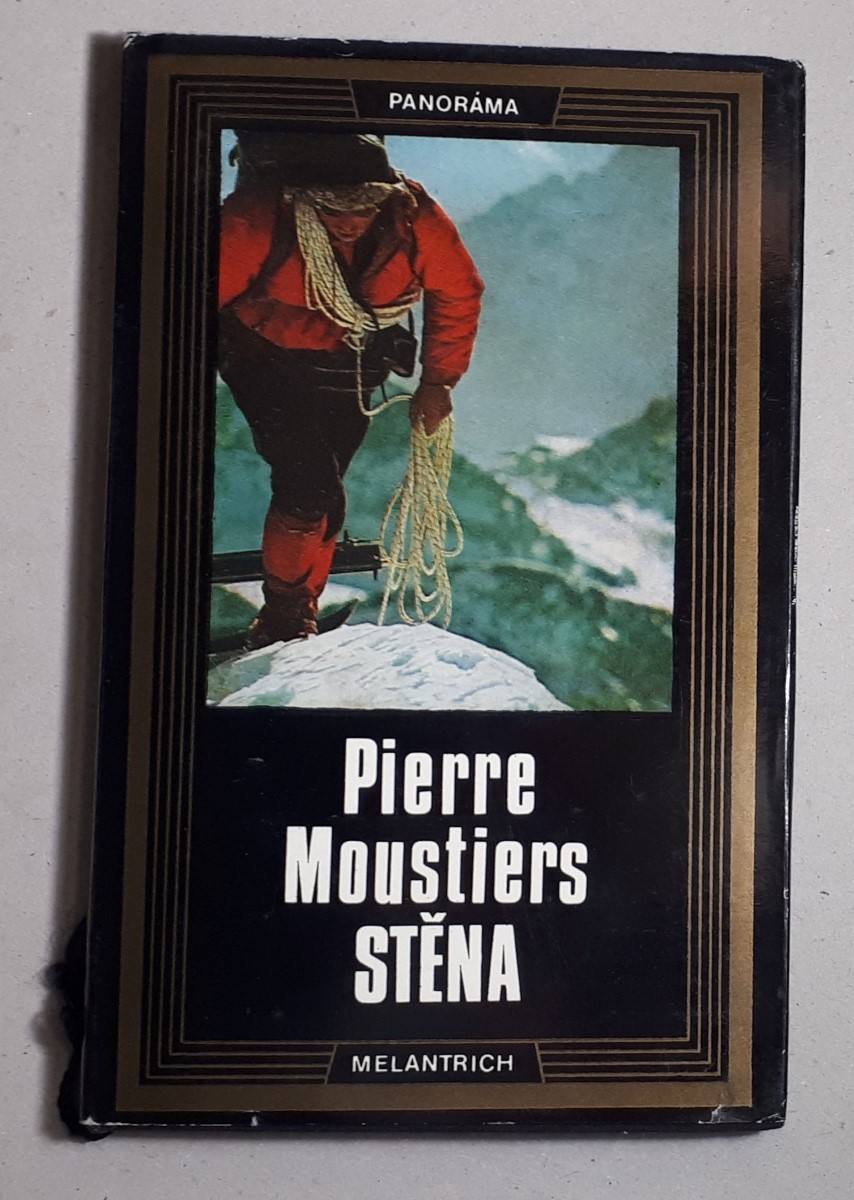 PANORÁMA
Pierre
Moustiers
STĚNA
MELANTRICH